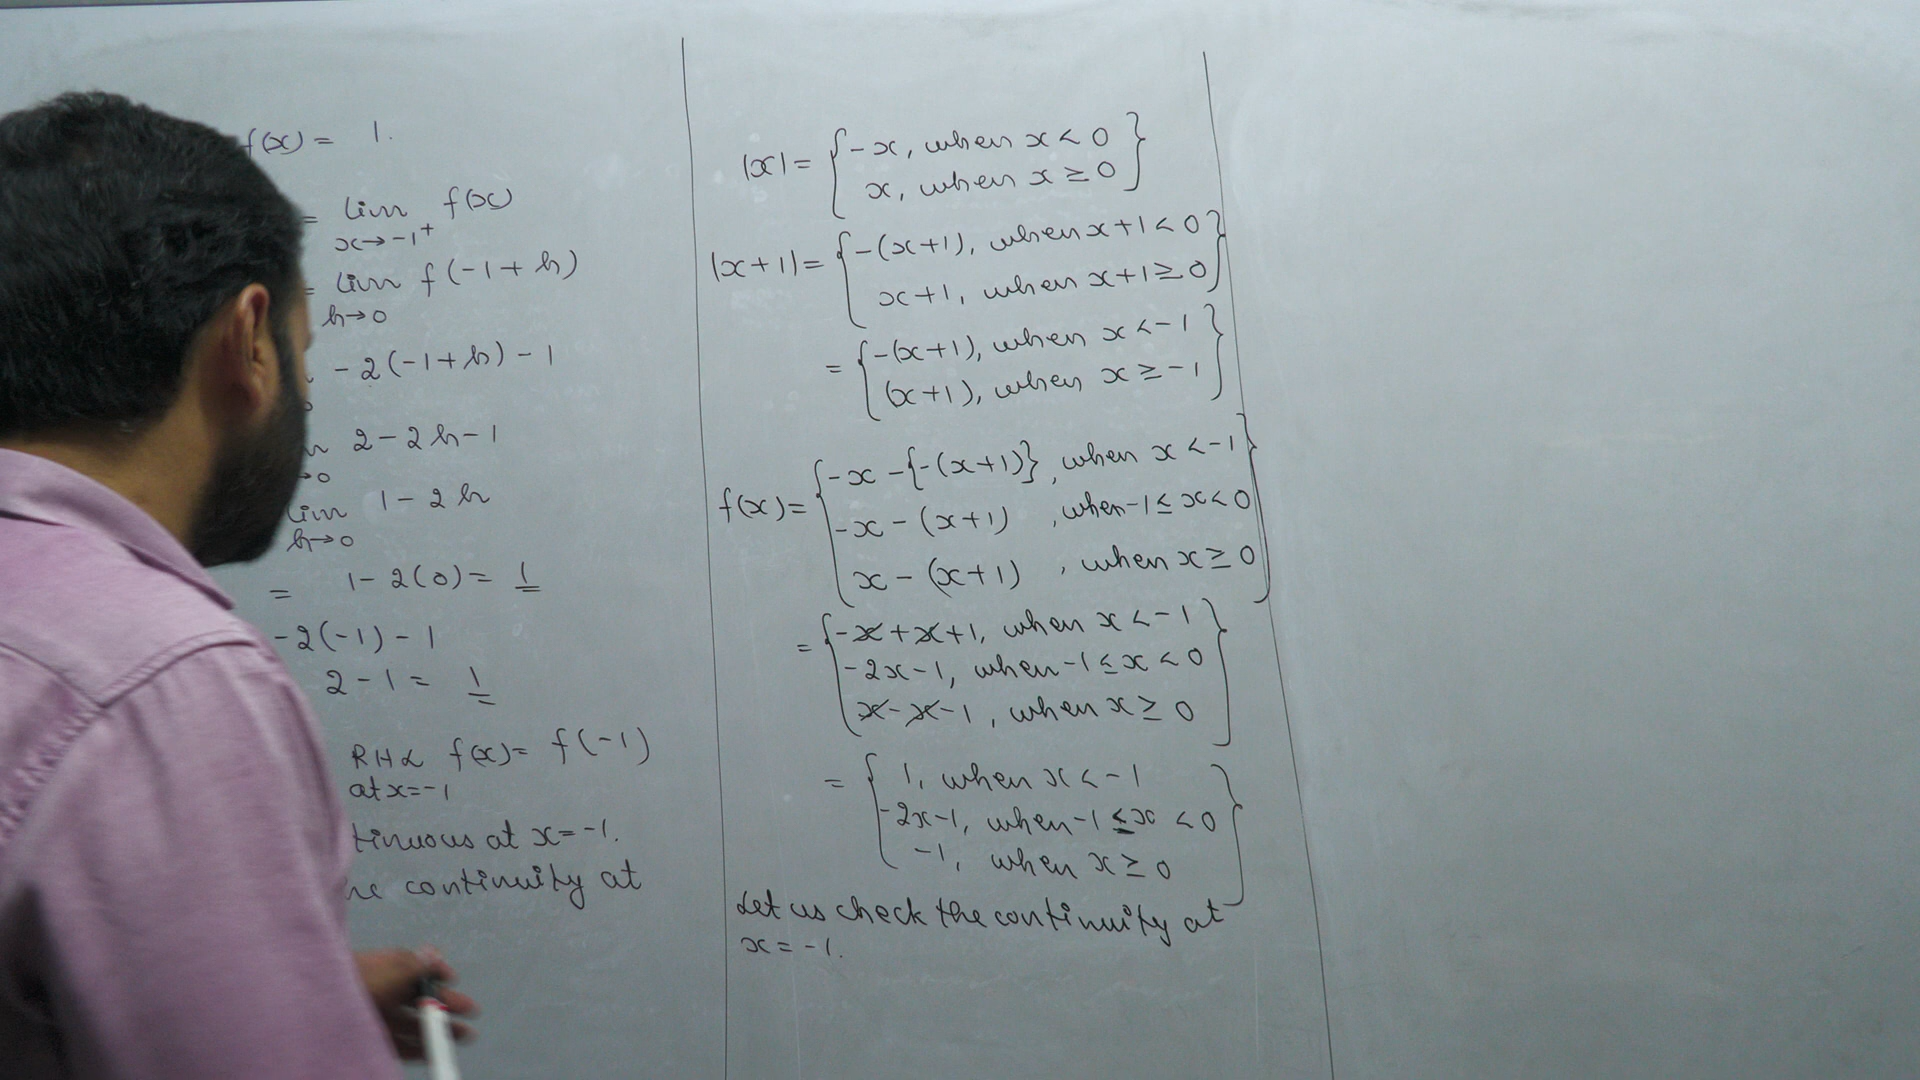 f(x) = 1.
= lim f(x)
x→-1⁺
= lim f(-1+h)
h→0
-2(-1+h)-1
2-2h-1
→0
lim 1-2h
h→0
= 1-2(0) = 1
-2(-1)-1
2-1 = 1
RHL f(x) = f(-1)
at x=-1
tinuous at x=-1.
he continuity at
|x| = { -x, when x < 0
x, when x ≥ 0 }
|x+1| = { -(x+1), when x+1 < 0
x+1, when x+1 ≥ 0 }
= { -(x+1), when x < -1
(x+1), when x ≥ -1 }
f(x) = { -x - {-(x+1)}, when x < -1
-x - (x+1) , when -1 ≤ x < 0
x - (x+1) , when x ≥ 0 }
= { -x + x + 1, when x < -1
-2x-1, when -1 ≤ x < 0
x - x - 1, when x ≥ 0 }
= { 1, when x < -1
-2x-1, when -1 ≤ x < 0
-1, when x ≥ 0 }
Let us check the continuity at
x = -1.